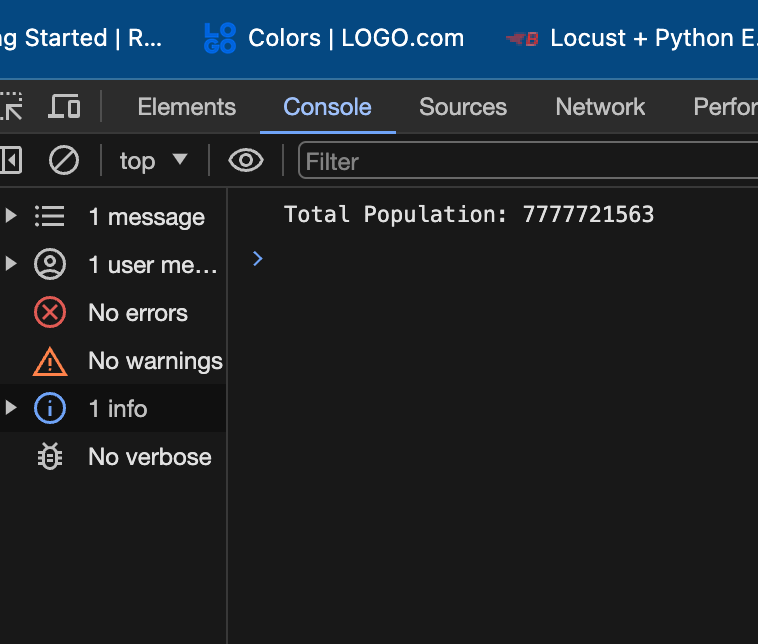 ng Started | R... LOGO Colors | LOGO.com B Locust + Python E.
Elements Console Sources Network Perfor
top Filter
1 message
1 user me...
No errors
No warnings
1 info
No verbose
Total Population: 7777721563